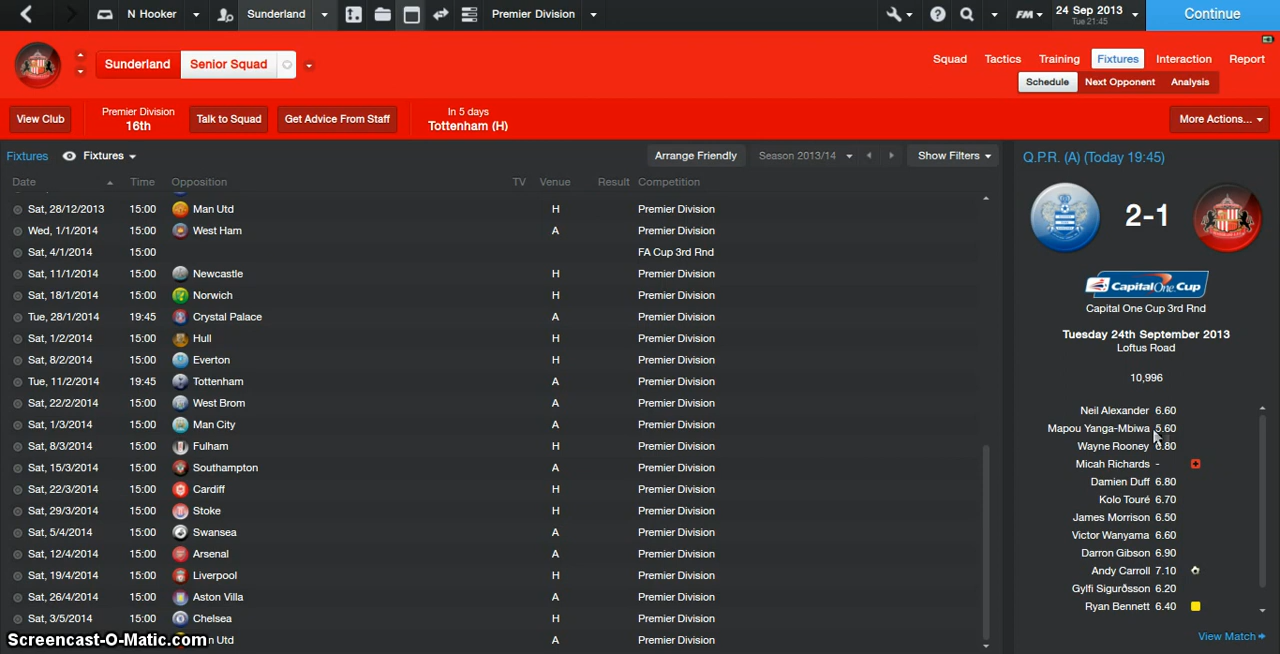 N Hooker Sunderland Premier Division FM 24 Sep 2013 Continue
Tue 21:45
Sunderland Senior Squad Squad Tactics Training Fixtures Interaction Report
Schedule Next Opponent Analysis
View Club Premier Division Talk to Squad Get Advice From Staff In 5 days More Actions...
16th Tottenham (H)
Fixtures Fixtures Arrange Friendly Season 2013/14 Show Filters
Date Time Opposition TV Venue Result Competition
Sat, 28/12/2013 15:00 Man Utd H Premier Division
Wed, 1/1/2014 15:00 West Ham A Premier Division
Sat, 4/1/2014 15:00 FA Cup 3rd Rnd
Sat, 11/1/2014 15:00 Newcastle H Premier Division
Sat, 18/1/2014 15:00 Norwich H Premier Division
Tue, 28/1/2014 19:45 Crystal Palace A Premier Division
Sat, 1/2/2014 15:00 Hull H Premier Division
Sat, 8/2/2014 15:00 Everton H Premier Division
Tue, 11/2/2014 19:45 Tottenham A Premier Division
Sat, 22/2/2014 15:00 West Brom A Premier Division
Sat, 1/3/2014 15:00 Man City A Premier Division
Sat, 8/3/2014 15:00 Fulham H Premier Division
Sat, 15/3/2014 15:00 Southampton A Premier Division
Sat, 22/3/2014 15:00 Cardiff H Premier Division
Sat, 29/3/2014 15:00 Stoke H Premier Division
Sat, 5/4/2014 15:00 Swansea A Premier Division
Sat, 12/4/2014 15:00 Arsenal A Premier Division
Sat, 19/4/2014 15:00 Liverpool H Premier Division
Sat, 26/4/2014 15:00 Aston Villa A Premier Division
Sat, 3/5/2014 15:00 Chelsea H Premier Division
Utd A Premier Division
Screencast-O-Matic.com
Q.P.R. (A) (Today 19:45)
2-1
Capital One Cup
Capital One Cup 3rd Rnd
Tuesday 24th September 2013
Loftus Road
10,996
Neil Alexander 6.60
Mapou Yanga-Mbiwa 5.60
Wayne Rooney 6.80
Micah Richards -
Damien Duff 6.80
Kolo Touré 6.70
James Morrison 6.50
Victor Wanyama 6.60
Darron Gibson 6.90
Andy Carroll 7.10
Gylfi Sigurðsson 6.20
Ryan Bennett 6.40
View Match